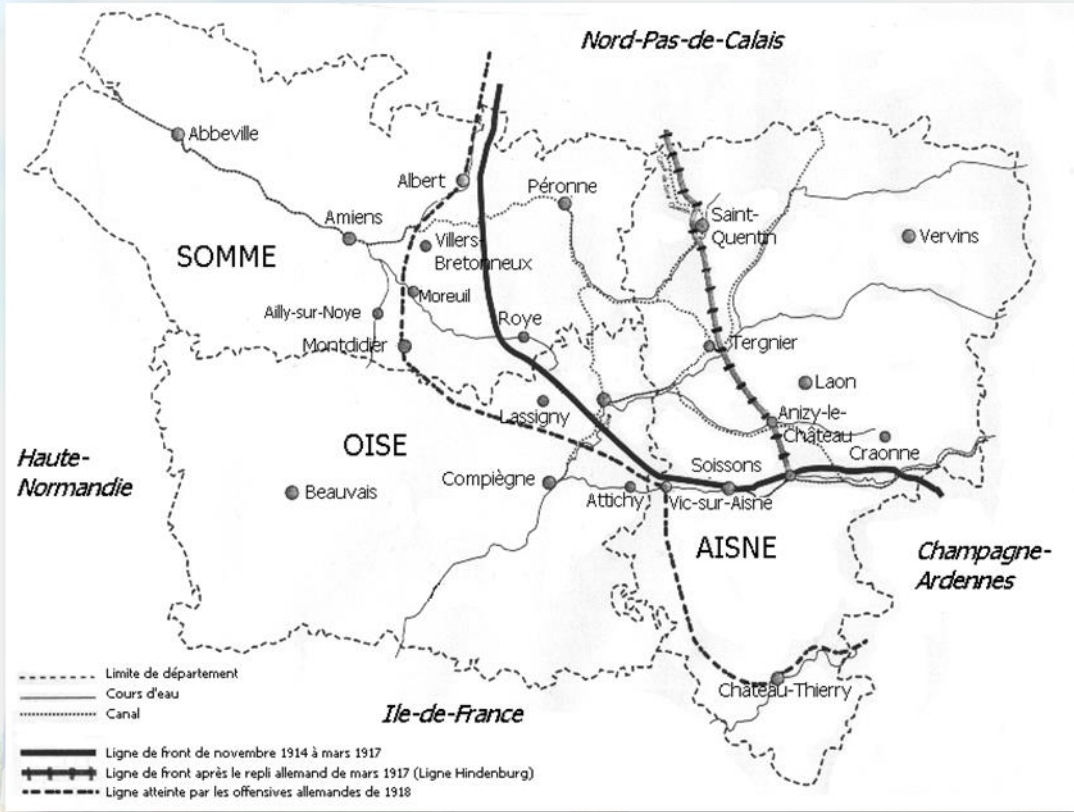 Nord-Pas-de-Calais
Abbeville
Albert
Péronne
Amiens
Saint-
Quentin
Vervins
SOMME
Villers-
Bretonneux
Moreuil
Ailly-sur-Noye
Roye
Montdidier
Tergnier
Laon
Lassigny
Anizy-le-
Château
OISE
Craonne
Haute-
Normandie
Soissons
Compiègne
Beauvais
Attichy
Vic-sur-Aisne
AISNE
Champagne-
Ardennes
Château-Thierry
Ile-de-France
Limite de département
Cours d'eau
Canal
Ligne de front de novembre 1914 à mars 1917
Ligne de front après le repli allemand de mars 1917 (Ligne Hindenburg)
Ligne atteinte par les offensives allemandes de 1918